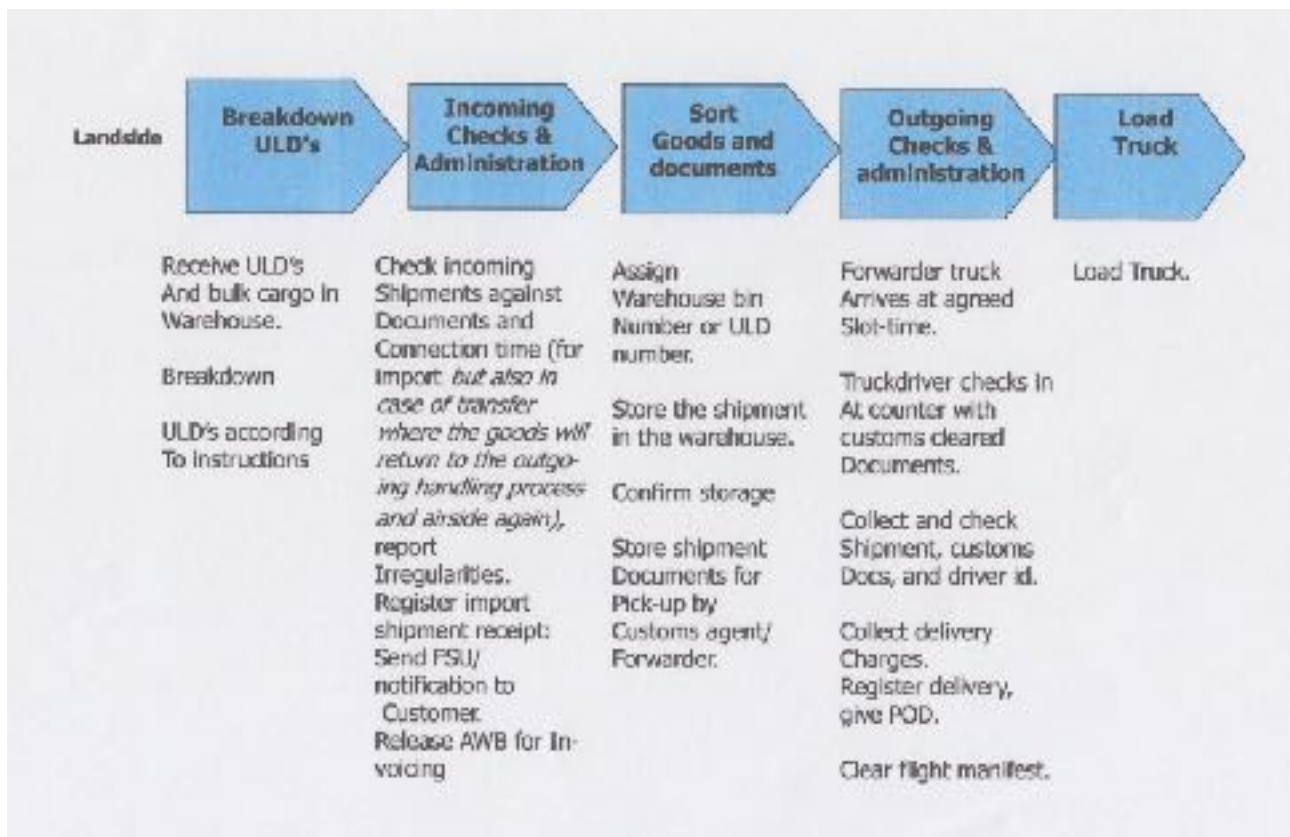 Landside
Breakdown
ULD's
Incoming
Checks &
Administration
Sort
Goods and
documents
Outgoing
Checks &
administration
Load
Truck
Receive ULD's
And bulk cargo in
Warehouse.
Breakdown
ULD's according
To instructions
Check incoming
Shipments against
Documents and
Connection time (for
import but also in
case of transfer
where the goods will
return to the outgo-
ing handling process
and airside again),
report
Irregularities.
Register import
shipment receipt:
Send FSU/
notification to
Customer.
Release AWB for In-
voicing
Assign
Warehouse bin
Number or ULD
number.
Store the shipment
in the warehouse.
Confirm storage
Store shipment
Documents for
Pick-up by
Customs agent/
Forwarder.
Forwarder truck
Arrives at agreed
Slot-time.
Truckdriver checks in
At counter with
customs cleared
Documents.
Collect and check
Shipment, customs
Docs, and driver id.
Collect delivery
Charges.
Register delivery,
give POD.
Clear flight manifest.
Load Truck.